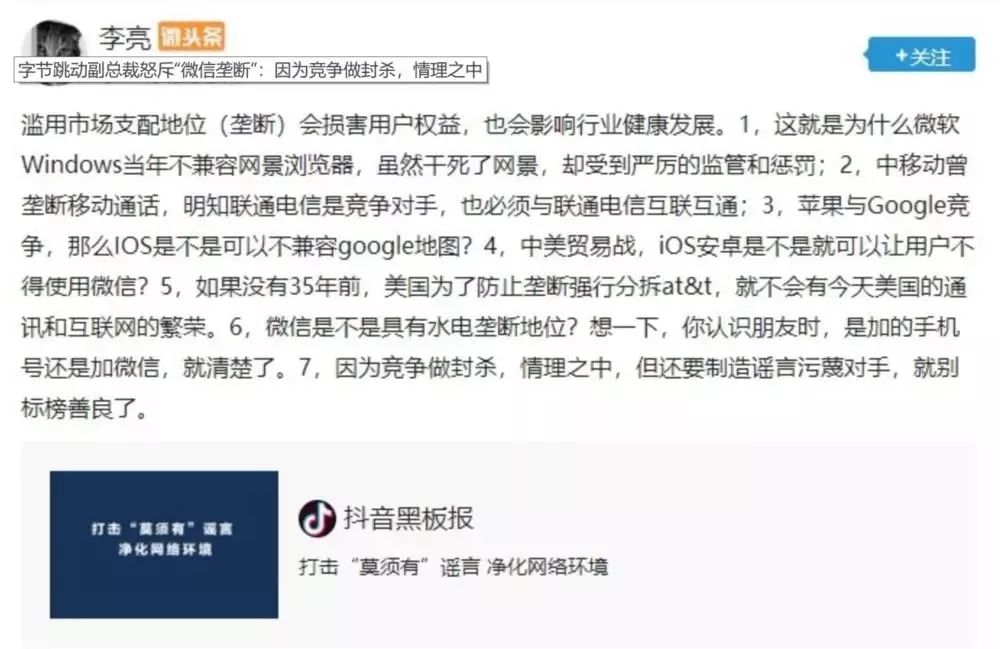 李亮 微头条
+关注
字节跳动副总裁怒斥“微信垄断”：因为竞争做封杀，情理之中
滥用市场支配地位（垄断）会损害用户权益，也会影响行业健康发展。1，这就是为什么微软
Windows当年不兼容网景浏览器，虽然干死了网景，却受到严厉的监管和惩罚；2，中移动曾
垄断移动通话，明知联通电信是竞争对手，也必须与联通电信互联互通；3，苹果与Google竞
争，那么IOS是不是可以不兼容google地图？4，中美贸易战，iOS安卓是不是就可以让用户不
得使用微信？5，如果没有35年前，美国为了防止垄断强行分拆at&t，就不会有今天美国的通
讯和互联网的繁荣。6，微信是不是具有水电垄断地位？想一下，你认识朋友时，是加的手机
号还是加微信，就清楚了。7，因为竞争做封杀，情理之中，但还要制造谣言污蔑对手，就别
标榜善良了。
打击“莫须有”谣言
净化网络环境
抖音黑板报
打击“莫须有”谣言 净化网络环境